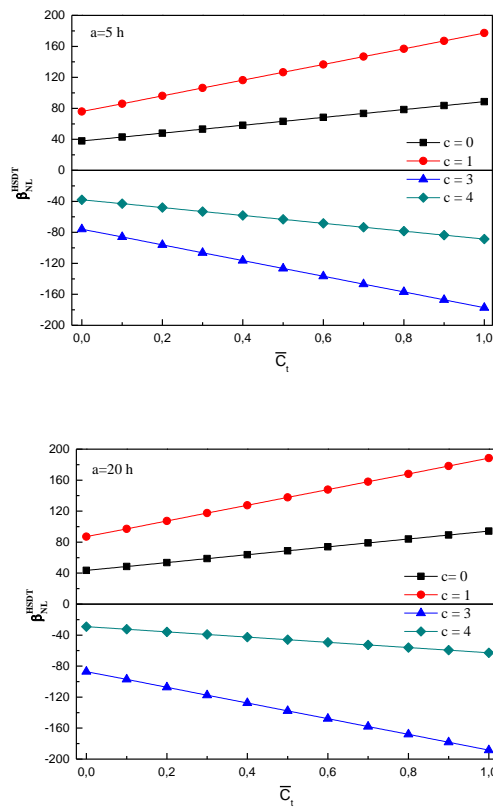 200
a=5 h
160
120
80
40
0
-40
-80
-120
-160
-200
β_NL^HSDT
c = 0
c = 1
c = 3
c = 4
0,0 0,2 0,4 0,6 0,8 1,0
C̅_t
200
a=20 h
160
120
80
40
0
-40
-80
-120
-160
-200
β_NL^HSDT
c= 0
c = 1
c = 3
c = 4
0,0 0,2 0,4 0,6 0,8 1,0
C̅_t